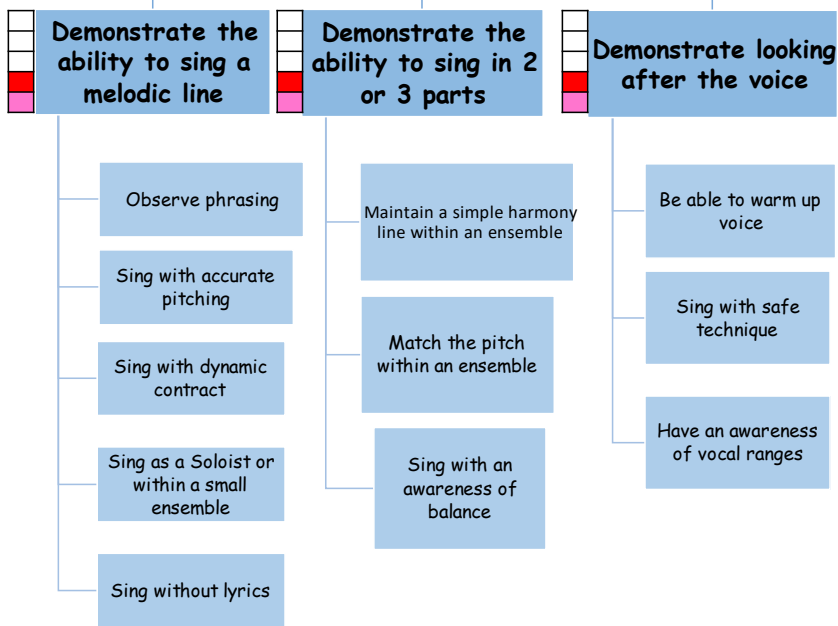 Demonstrate the
ability to sing a
melodic line
Observe phrasing
Sing with accurate
pitching
Sing with dynamic
contract
Sing as a Soloist or
within a small
ensemble
Sing without lyrics
Demonstrate the
ability to sing in 2
or 3 parts
Maintain a simple harmony
line within an ensemble
Match the pitch
within an ensemble
Sing with an
awareness of
balance
Demonstrate looking
after the voice
Be able to warm up
voice
Sing with safe
technique
Have an awareness
of vocal ranges